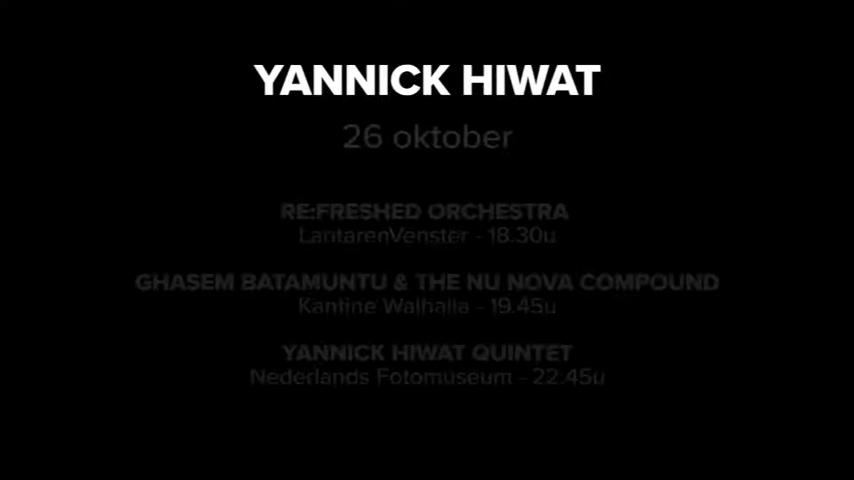 YANNICK HIWAT
26 oktober
RE:FRESHED ORCHESTRA
LantarenVenster - 18.30u
GHASEM BATAMUNTU & THE NU NOVA COMPOUND
Kantine Walhalla - 19.45u
YANNICK HIWAT QUINTET
Nederlands Fotomuseum - 22.45u